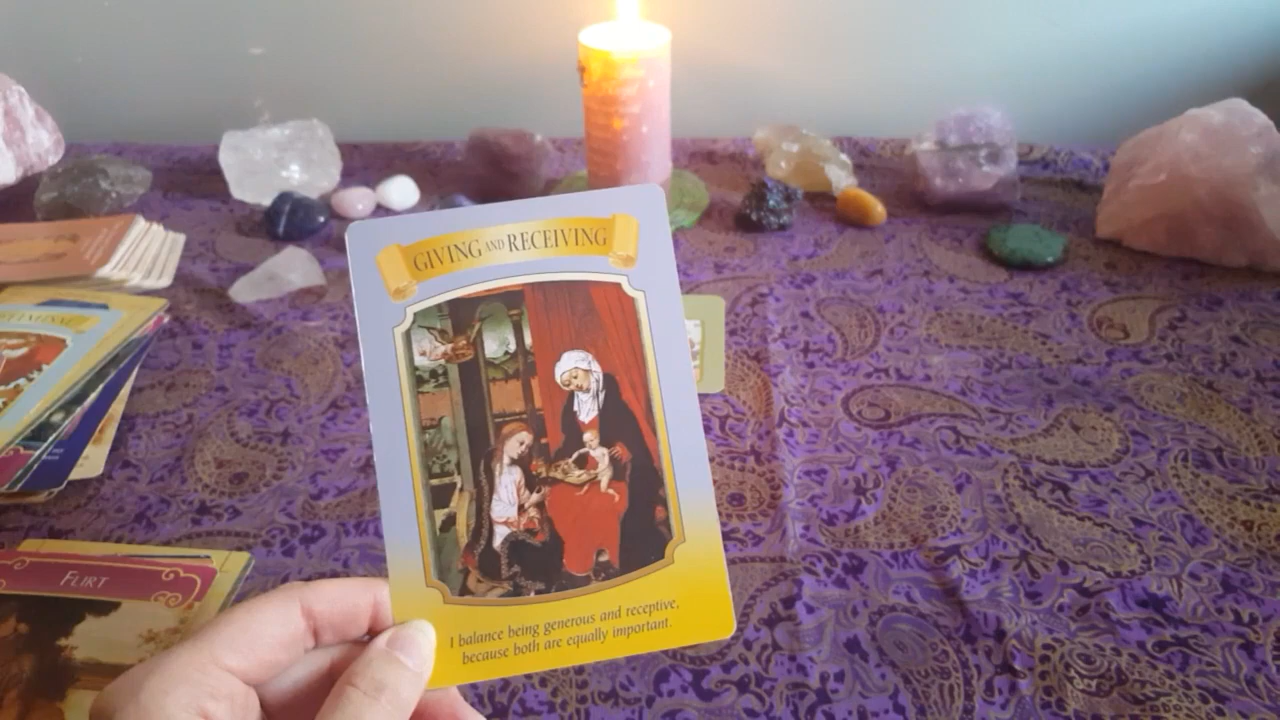 GIVING AND RECEIVING
I balance being generous and receptive,
because both are equally important.
FLIRT